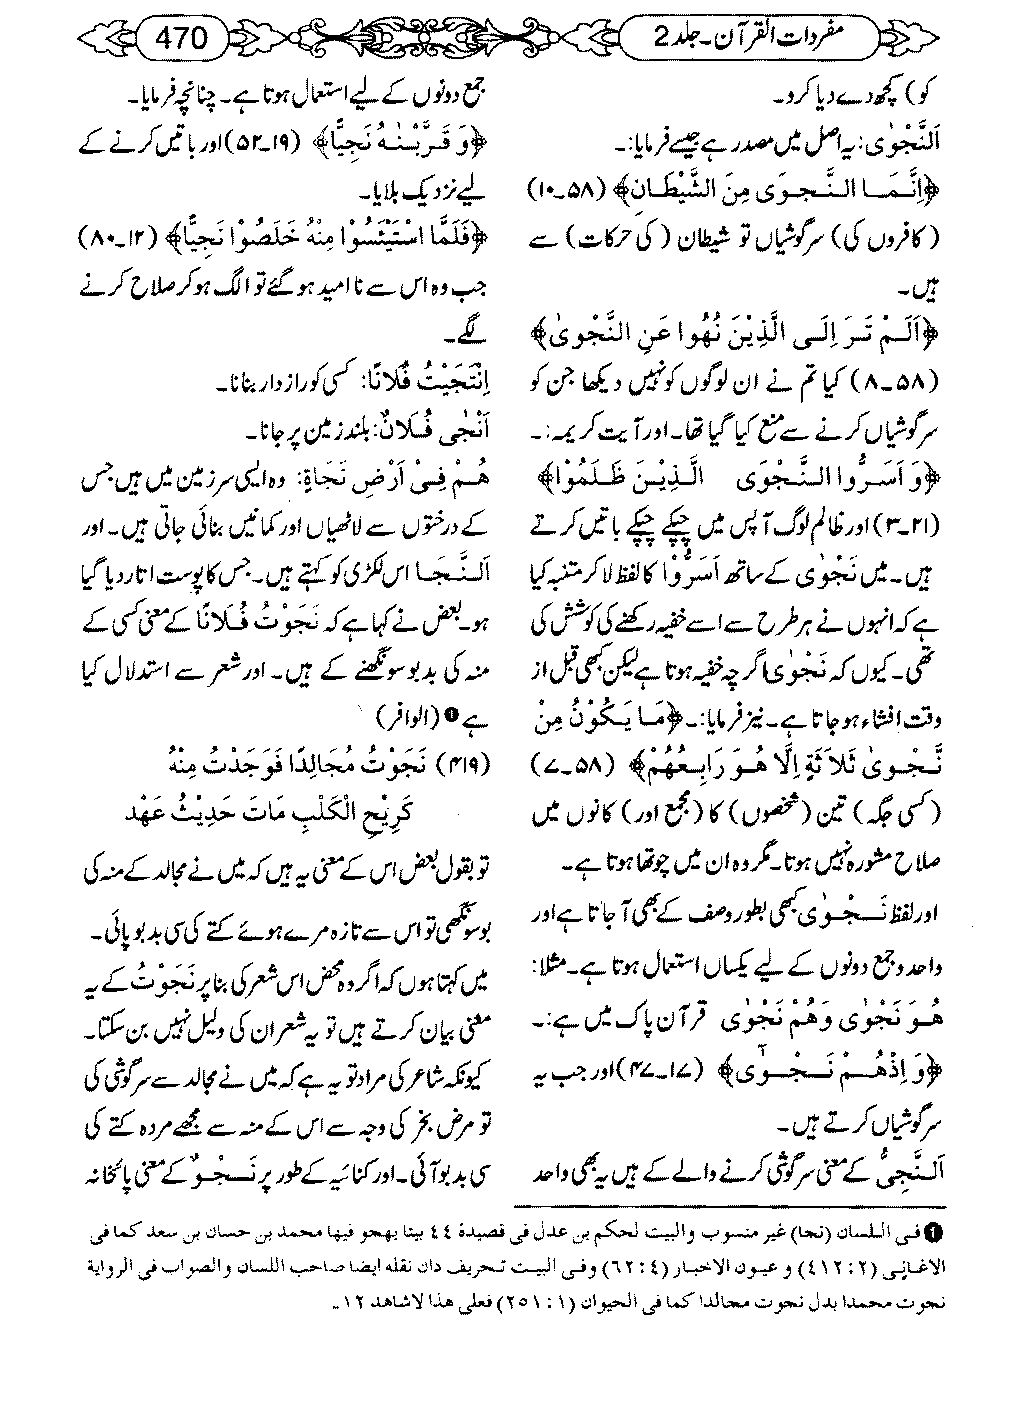 مفردات القرآن۔ جلد 2
470
کو) کچھ دے دیا کرد۔
اَلنَّجْوٰی: یہ اصل میں مصدر ہے جیسے فرمایا:۔
﴿اِنَّمَا النَّجْوَی مِنَ الشَّیْطَانِ﴾ (۵۸۔۱۰)
(کافروں کی) سرگوشیاں تو شیطان (کی حرکات) سے
ہیں۔
﴿اَلَمْ تَرَ اِلَی الَّذِیْنَ نُهُوا عَنِ النَّجْویٰ﴾
(۵۸۔۸) کیا تم نے ان لوگوں کو نہیں دیکھا جن کو
سرگوشیاں کرنے سے منع کیا گیا تھا۔ اور آیت کریمہ:۔
﴿وَ اَسَرُّوا النَّجْوَی الَّذِیْنَ ظَلَمُوْا﴾
(۲۱۔۳) اور ظالم لوگ آپس میں چپکے چپکے باتیں کرتے
ہیں۔ میں نَجْوٰی کے ساتھ اَسَرُّوْا کا لفظ لا کر متنبہ کیا
ہے کہ انہوں نے ہر طرح سے اسے خفیہ رکھنے کی کوشش کی
تھی۔ کیوں کہ نَجْوٰی اگرچہ خفیہ ہوتا ہے لیکن کبھی قبل از
وقت افشاء ہو جاتا ہے۔ نیز فرمایا:۔ ﴿مَا یَکُوْنُ مِنْ
نَّجْویٰ ثَلَاثَةٍ اِلَّا هُوَ رَابِعُهُمْ﴾ (۵۸۔۷)
(کسی جگہ) تین (شخصوں) کا (مجمع اور) کانوں میں
صلاح مشورہ نہیں ہوتا۔ مگر وہ ان میں چوتھا ہوتا ہے۔
اور لفظ نَجْوٰی کبھی بطور وصف کے بھی آ جاتا ہے اور
واحد و جمع دونوں کے لیے یکساں استعمال ہوتا ہے۔ مثلا:
هُوَ نَجْوٰی وَهُمْ نَجْوٰی قرآن پاک میں ہے:۔
﴿وَ اِذْهُمْ نَجْوٰٓی﴾ (۱۷۔۴۷) اور جب یہ
سرگوشیاں کرتے ہیں۔
اَلنَّجِیُّ کے معنی سرگوشی کرنے والے کے ہیں یہ بھی واحد
جمع دونوں کے لیے استعمال ہوتا ہے۔ چنانچہ فرمایا۔
﴿وَ قَرَّبْنٰهُ نَجِیًّا﴾ (۱۹۔۵۲) اور باتیں کرنے کے
لیے نزدیک بلایا۔
﴿فَلَمَّا اسْتَیْئَسُوْا مِنْهُ خَلَصُوْا نَجِیًّا﴾ (۱۲۔۸۰)
جب وہ اس سے نا امید ہو گئے تو الگ ہو کر صلاح کرنے
لگے۔
اِنْتَجَیْتُ فُلَانًا: کسی کو راز دار بنانا۔
اَنْجٰی فُلَانٌ: بلند زمین پر جانا۔
هُمْ فِیْ اَرْضِ نَجَاةٍ: وہ ایسی سرزمین میں ہیں جس
کے درختوں سے لاٹھیاں اور کمانیں بنائی جاتی ہیں۔ اور
اَلنَّجَا اس لکڑی کو کہتے ہیں۔ جس کا پوست اتار دیا گیا
ہو۔ بعض نے کہا ہے کہ نَجَوْتُ فُلَانًا کے معنی کسی کے
منہ کی بدبو سونگھنے کے ہیں۔ اور شعر سے استدلال کیا
ہے ❶ (الوافر)
(۴۱۹) نَجَوْتُ مُجَالِدًا فَوَجَدْتُ مِنْهُ
کَرِیْحِ الْکَلْبِ مَاتَ حَدِیْثُ عَهْد
تو بقول بعض اس کے معنی یہ ہیں کہ میں نے مجالد کے منہ کی
بو سونگھی تو اس سے تازہ مرے ہوئے کتے کی سی بدبو پائی۔
میں کہتا ہوں کہ اگر وہ محض اس شعر کی بنا پر نَجَوْتُ کے یہ
معنی بیان کرتے ہیں تو یہ شعر ان کی دلیل نہیں بن سکتا۔
کیونکہ شاعر کی مراد تو یہ ہے کہ میں نے مجالد سے سرگوشی کی
تو مرض بخر کی وجہ سے اس کے منہ سے مجھے مردہ کتے کی
سی بدبو آئی۔ اور کنائیہ کے طور پر نَجْوٌ کے معنی پائخانہ
❶ فی اللسان (نجا) غیر منسوب والبیت لحکم بن عدل فی قصیدة ٤٤ بیتا یهجو فیها محمد بن حسان بن سعد کما فی
الاغانی (٢: ٤١٢) و عیون الاخبار (٤: ٦٢) وفی البیت تحریف دان نقله ایضا صاحب اللسان والصواب فی الروایة
نجوت محمدا بدل نجوت مجالدا کما فی الحیوان (١: ٢٥١) فعلی هذا لاشاهد ١٢۔